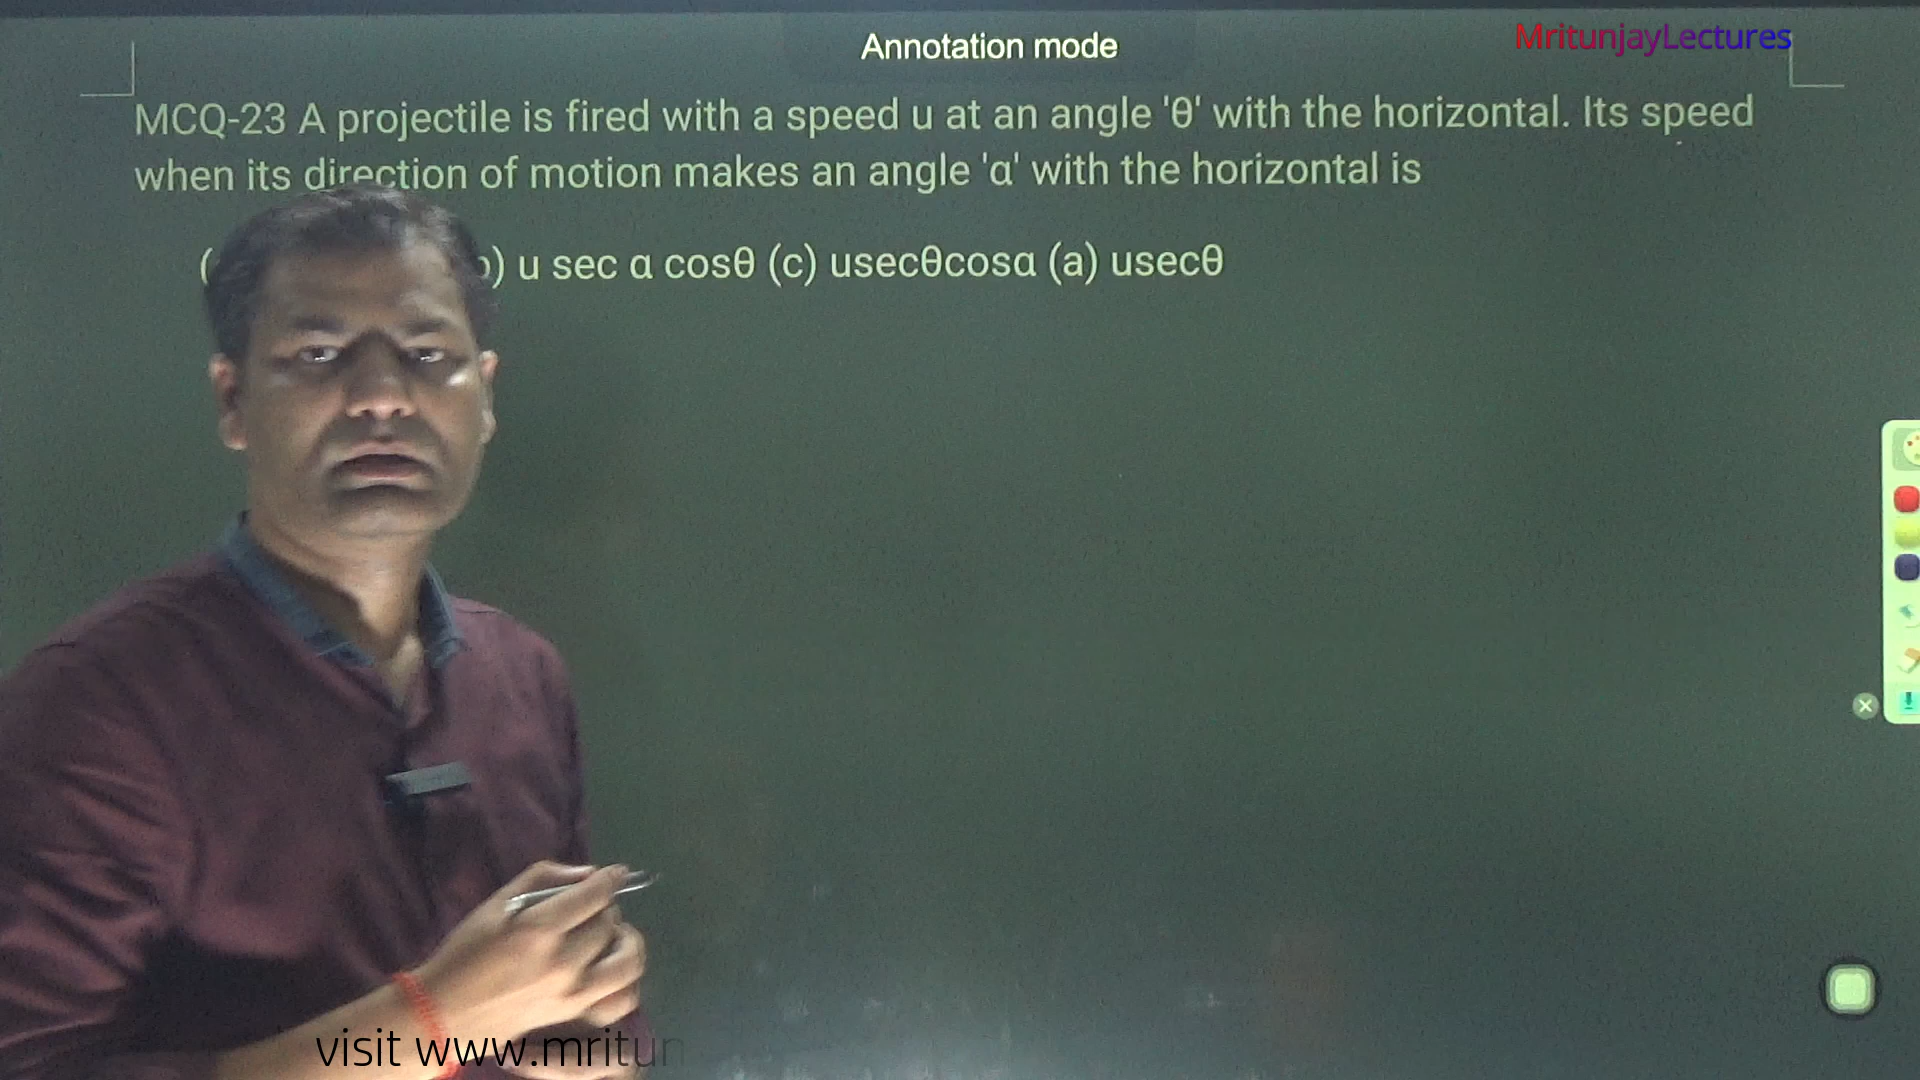 Annotation mode
MritunjayLectures
MCQ-23 A projectile is fired with a speed u at an angle 'θ' with the horizontal. Its speed
when its direction of motion makes an angle 'α' with the horizontal is
( ) u sec α cosθ (c) usecθcosα (a) usecθ
visit www.mritun